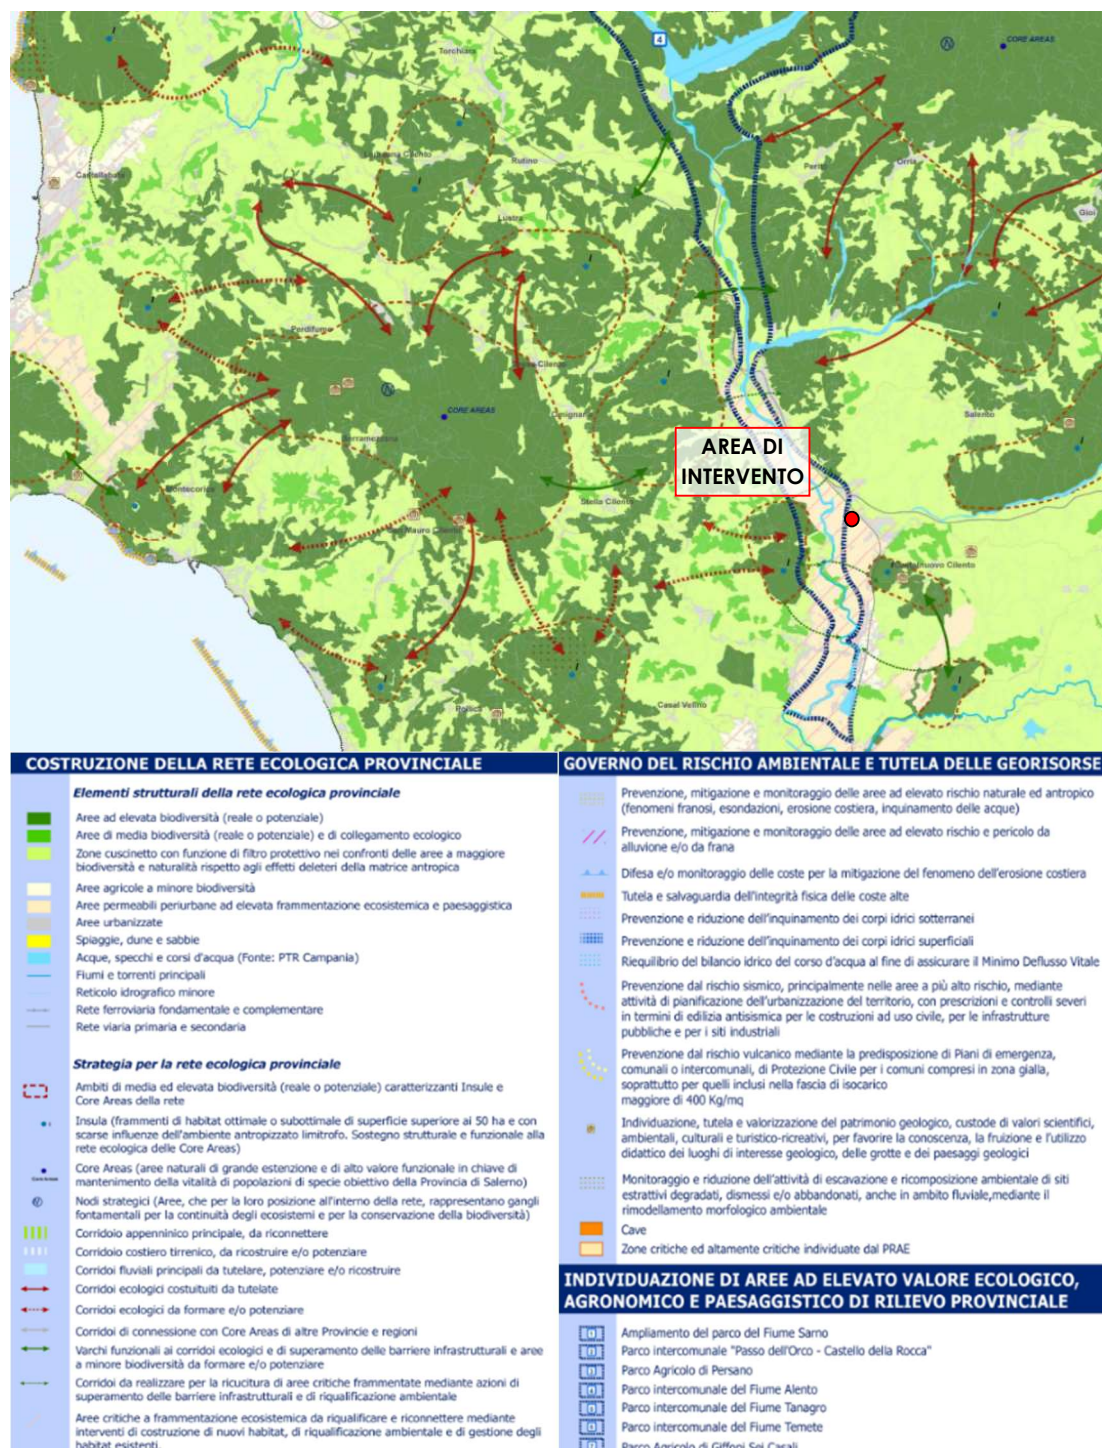 4
CORE AREAS
Torchiara
Castellabate
Laureana Cilento
Rutino
Perito
Orria
Gioi
Lustra
Perdifumo
CORE AREAS
Omignano
Salento
Serramezzana
AREA DI
INTERVENTO
Montecorice
Stella Cilento
San Mauro Cilento
Castelnuovo Cilento
Pollica
Casal Velino
COSTRUZIONE DELLA RETE ECOLOGICA PROVINCIALE
Elementi strutturali della rete ecologica provinciale
Aree ad elevata biodiversità (reale o potenziale)
Aree di media biodiversità (reale o potenziale) e di collegamento ecologico
Zone cuscinetto con funzione di filtro protettivo nei confronti delle aree a maggiore
biodiversità e naturalità rispetto agli effetti deleteri della matrice antropica
Aree agricole a minore biodiversità
Aree permeabili periurbane ad elevata frammentazione ecosistemica e paesaggistica
Aree urbanizzate
Spiaggie, dune e sabbie
Acque, specchi e corsi d'acqua (Fonte: PTR Campania)
Fiumi e torrenti principali
Reticolo idrografico minore
Rete ferroviaria fondamentale e complementare
Rete viaria primaria e secondaria
Strategia per la rete ecologica provinciale
Ambiti di media ed elevata biodiversità (reale o potenziale) caratterizzanti Insule e
Core Areas della rete
Insula (frammenti di habitat ottimale o subottimale di superficie superiore ai 50 ha e con
scarse influenze dell'ambiente antropizzato limitrofo. Sostegno strutturale e funzionale alla
rete ecologica delle Core Areas)
Core Areas
Core Areas (aree naturali di grande estenzione e di alto valore funzionale in chiave di
mantenimento della vitalità di popolazioni di specie obiettivo della Provincia di Salerno)
Nodi strategici (Aree, che per la loro posizione all'interno della rete, rappresentano gangli
fontamentali per la continuità degli ecosistemi e per la conservazione della biodiversità)
Corridoio appenninico principale, da riconnettere
Corridoio costiero tirrenico, da ricostruire e/o potenziare
Corridoi fluviali principali da tutelare, potenziare e/o ricostruire
Corridoi ecologici costuituiti da tutelate
Corridoi ecologici da formare e/o potenziare
Corridoi di connessione con Core Areas di altre Provincie e regioni
Varchi funzionali ai corridoi ecologici e di superamento delle barriere infrastrutturali e aree
a minore biodiversità da formare e/o potenziare
Corridoi da realizzare per la ricucitura di aree critiche frammentate mediante azioni di
superamento delle barriere infrastrutturali e di riqualificazione ambientale
Aree critiche a frammentazione ecosistemica da riqualificare e riconnettere mediante
interventi di costruzione di nuovi habitat, di riqualificazione ambientale e di gestione degli
habitat esistenti.
GOVERNO DEL RISCHIO AMBIENTALE E TUTELA DELLE GEORISORSE
Prevenzione, mitigazione e monitoraggio delle aree ad elevato rischio naturale ed antropico
(fenomeni franosi, esondazioni, erosione costiera, inquinamento delle acque)
Prevenzione, mitigazione e monitoraggio delle aree ad elevato rischio e pericolo da
alluvione e/o da frana
Difesa e/o monitoraggio delle coste per la mitigazione del fenomeno dell'erosione costiera
Tutela e salvaguardia dell'integrità fisica delle coste alte
Prevenzione e riduzione dell'inquinamento dei corpi idrici sotterranei
Prevenzione e riduzione dell'inquinamento dei corpi idrici superficiali
Riequilibrio del bilancio idrico del corso d'acqua al fine di assicurare il Minimo Deflusso Vitale
Prevenzione dal rischio sismico, principalmente nelle aree a più alto rischio, mediante
attività di pianificazione dell'urbanizzazione del territorio, con prescrizioni e controlli severi
in termini di edilizia antisismica per le costruzioni ad uso civile, per le infrastrutture
pubbliche e per i siti industriali
Prevenzione dal rischio vulcanico mediante la predisposizione di Piani di emergenza,
comunali o intercomunali, di Protezione Civile per i comuni compresi in zona gialla,
soprattutto per quelli inclusi nella fascia di isocarico
maggiore di 400 Kg/mq
Individuazione, tutela e valorizzazione del patrimonio geologico, custode di valori scientifici,
ambientali, culturali e turistico-ricreativi, per favorire la conoscenza, la fruizione e l'utilizzo
didattico dei luoghi di interesse geologico, delle grotte e dei paesaggi geologici
Monitoraggio e riduzione dell'attività di escavazione e ricomposizione ambientale di siti
estrattivi degradati, dismessi e/o abbandonati, anche in ambito fluviale,mediante il
rimodellamento morfologico ambientale
Cave
Zone critiche ed altamente critiche individuate dal PRAE
INDIVIDUAZIONE DI AREE AD ELEVATO VALORE ECOLOGICO,
AGRONOMICO E PAESAGGISTICO DI RILIEVO PROVINCIALE
1 Ampliamento del parco del Fiume Sarno
2 Parco intercomunale "Passo dell'Orco - Castello della Rocca"
3 Parco Agricolo di Persano
4 Parco intercomunale del Fiume Alento
5 Parco intercomunale del Fiume Tanagro
6 Parco intercomunale del Fiume Temete
7 Parco Agricolo di Giffoni Sei Casali